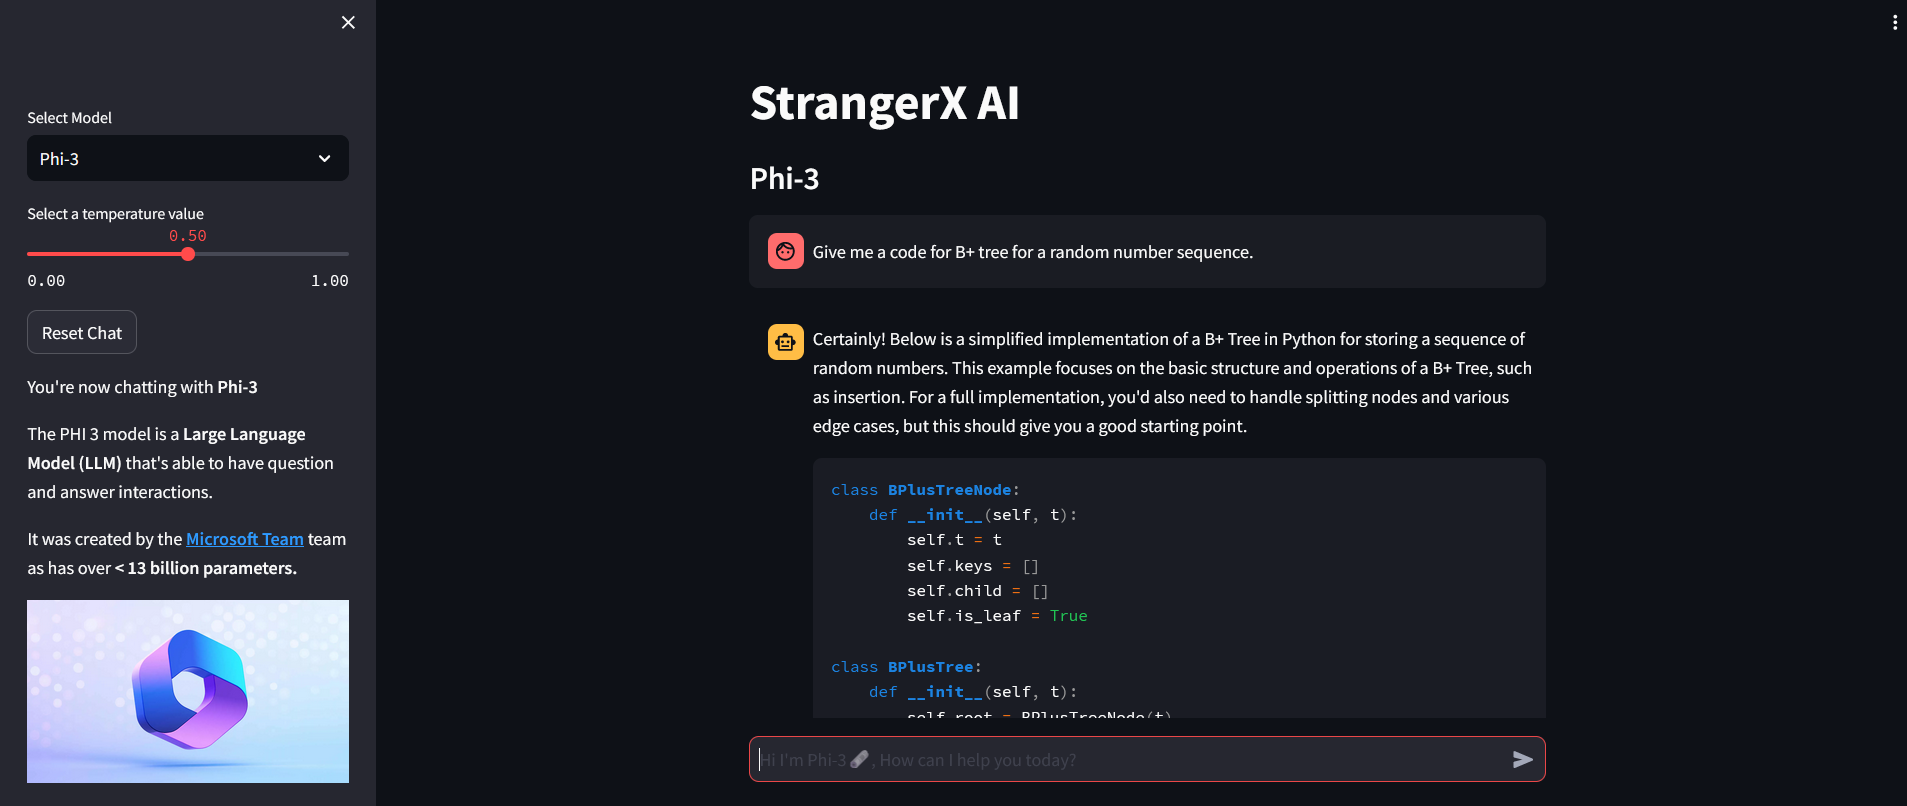 Select Model
Phi-3
Select a temperature value
0.50
0.00 1.00
Reset Chat
You're now chatting with Phi-3
The PHI 3 model is a Large Language
Model (LLM) that's able to have question
and answer interactions.
It was created by the Microsoft Team team
as has over < 13 billion parameters.
StrangerX AI
Phi-3
Give me a code for B+ tree for a random number sequence.
Certainly! Below is a simplified implementation of a B+ Tree in Python for storing a sequence of
random numbers. This example focuses on the basic structure and operations of a B+ Tree, such
as insertion. For a full implementation, you'd also need to handle splitting nodes and various
edge cases, but this should give you a good starting point.
class BPlusTreeNode:
    def __init__(self, t):
        self.t = t
        self.keys = []
        self.child = []
        self.is_leaf = True
class BPlusTree:
    def __init__(self, t):
        self.root = BPlusTreeNode(t)
Hi I'm Phi-3🔗, How can I help you today?